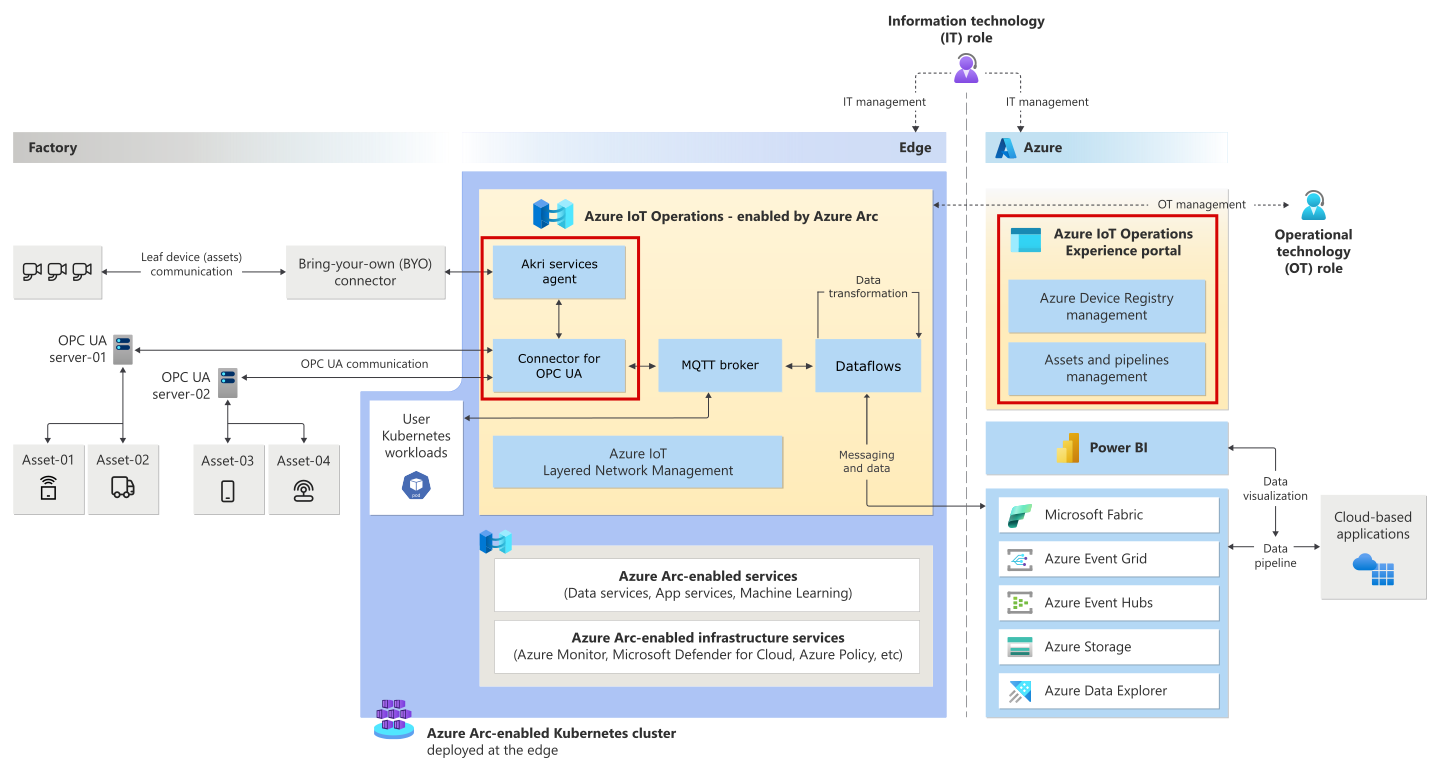 Information technology
(IT) role
IT management
IT management
Factory
Edge
Azure
Azure IoT Operations - enabled by Azure Arc
OT management
Operational
technology
(OT) role
Azure IoT Operations
Experience portal
Azure Device Registry
management
Assets and pipelines
management
Leaf device (assets)
communication
Bring-your-own (BYO)
connector
Akri services
agent
Data
transformation
OPC UA
server-01
OPC UA communication
OPC UA
server-02
Connector for
OPC UA
MQTT broker
Dataflows
User
Kubernetes
workloads
pod
Asset-01
Asset-02
Asset-03
Asset-04
Azure IoT
Layered Network Management
Messaging
and data
Power BI
Data
visualization
Microsoft Fabric
Azure Event Grid
Azure Event Hubs
Azure Storage
Azure Data Explorer
Data
pipeline
Cloud-based
applications
Azure Arc-enabled services
(Data services, App services, Machine Learning)
Azure Arc-enabled infrastructure services
(Azure Monitor, Microsoft Defender for Cloud, Azure Policy, etc)
Azure Arc-enabled Kubernetes cluster
deployed at the edge